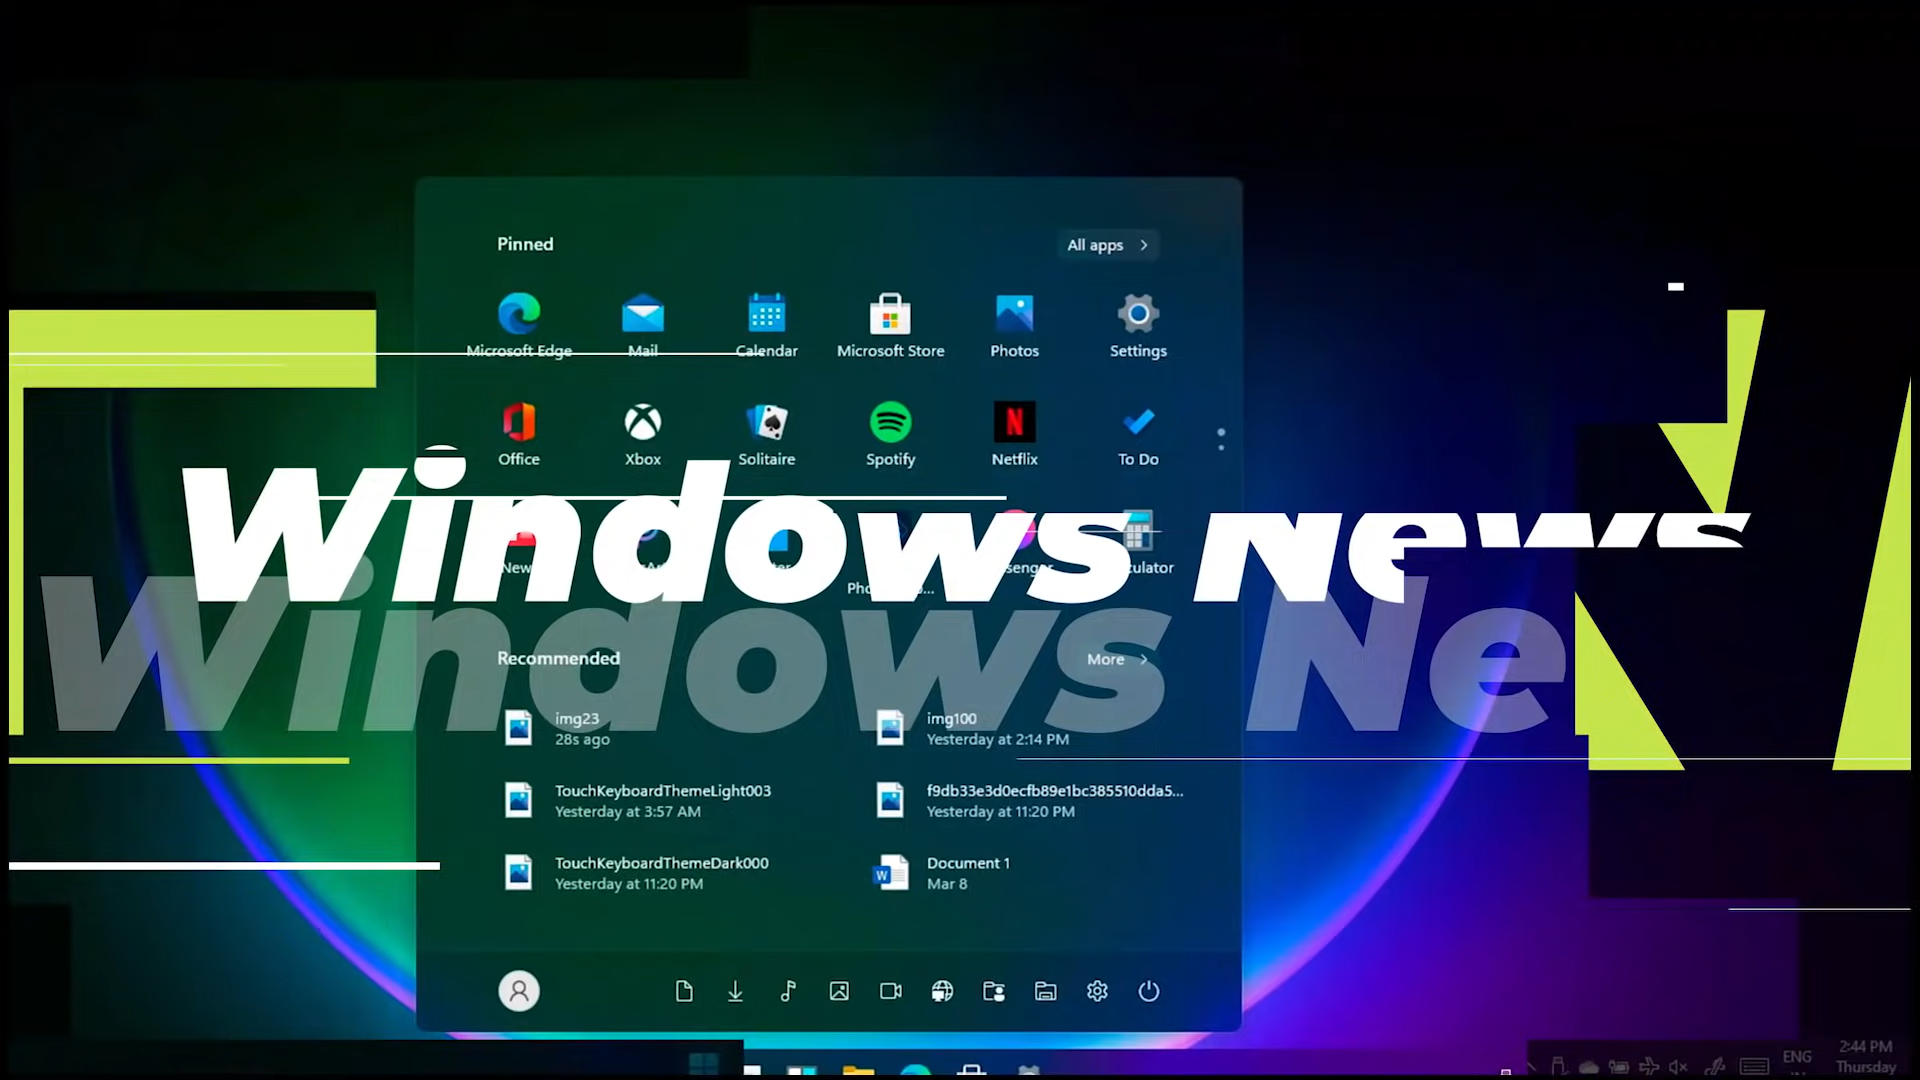 Pinned
All apps
Microsoft Edge
Mail
Calendar
Microsoft Store
Photos
Settings
Office
Xbox
Solitaire
Spotify
Netflix
To Do
Windows News
Windows Ne
Recommended
More
img23
28s ago
img100
Yesterday at 2:14 PM
TouchKeyboardThemeLight003
Yesterday at 3:57 AM
f9db33e3d0ecfb89e1bc385510dda5...
Yesterday at 11:20 PM
TouchKeyboardThemeDark000
Yesterday at 11:20 PM
Document 1
Mar 8
ENG
2:44 PM
Thursday